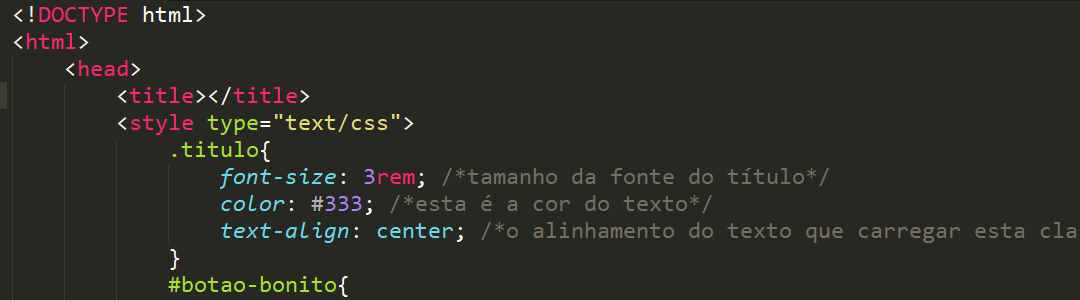 <!DOCTYPE html>
<html>
<head>
<title></title>
<style type="text/css">
.titulo{
font-size: 3rem; /*tamanho da fonte do título*/
color: #333; /*esta é a cor do texto*/
text-align: center; /*o alinhamento do texto que carregar esta cla
}
#botao-bonito{